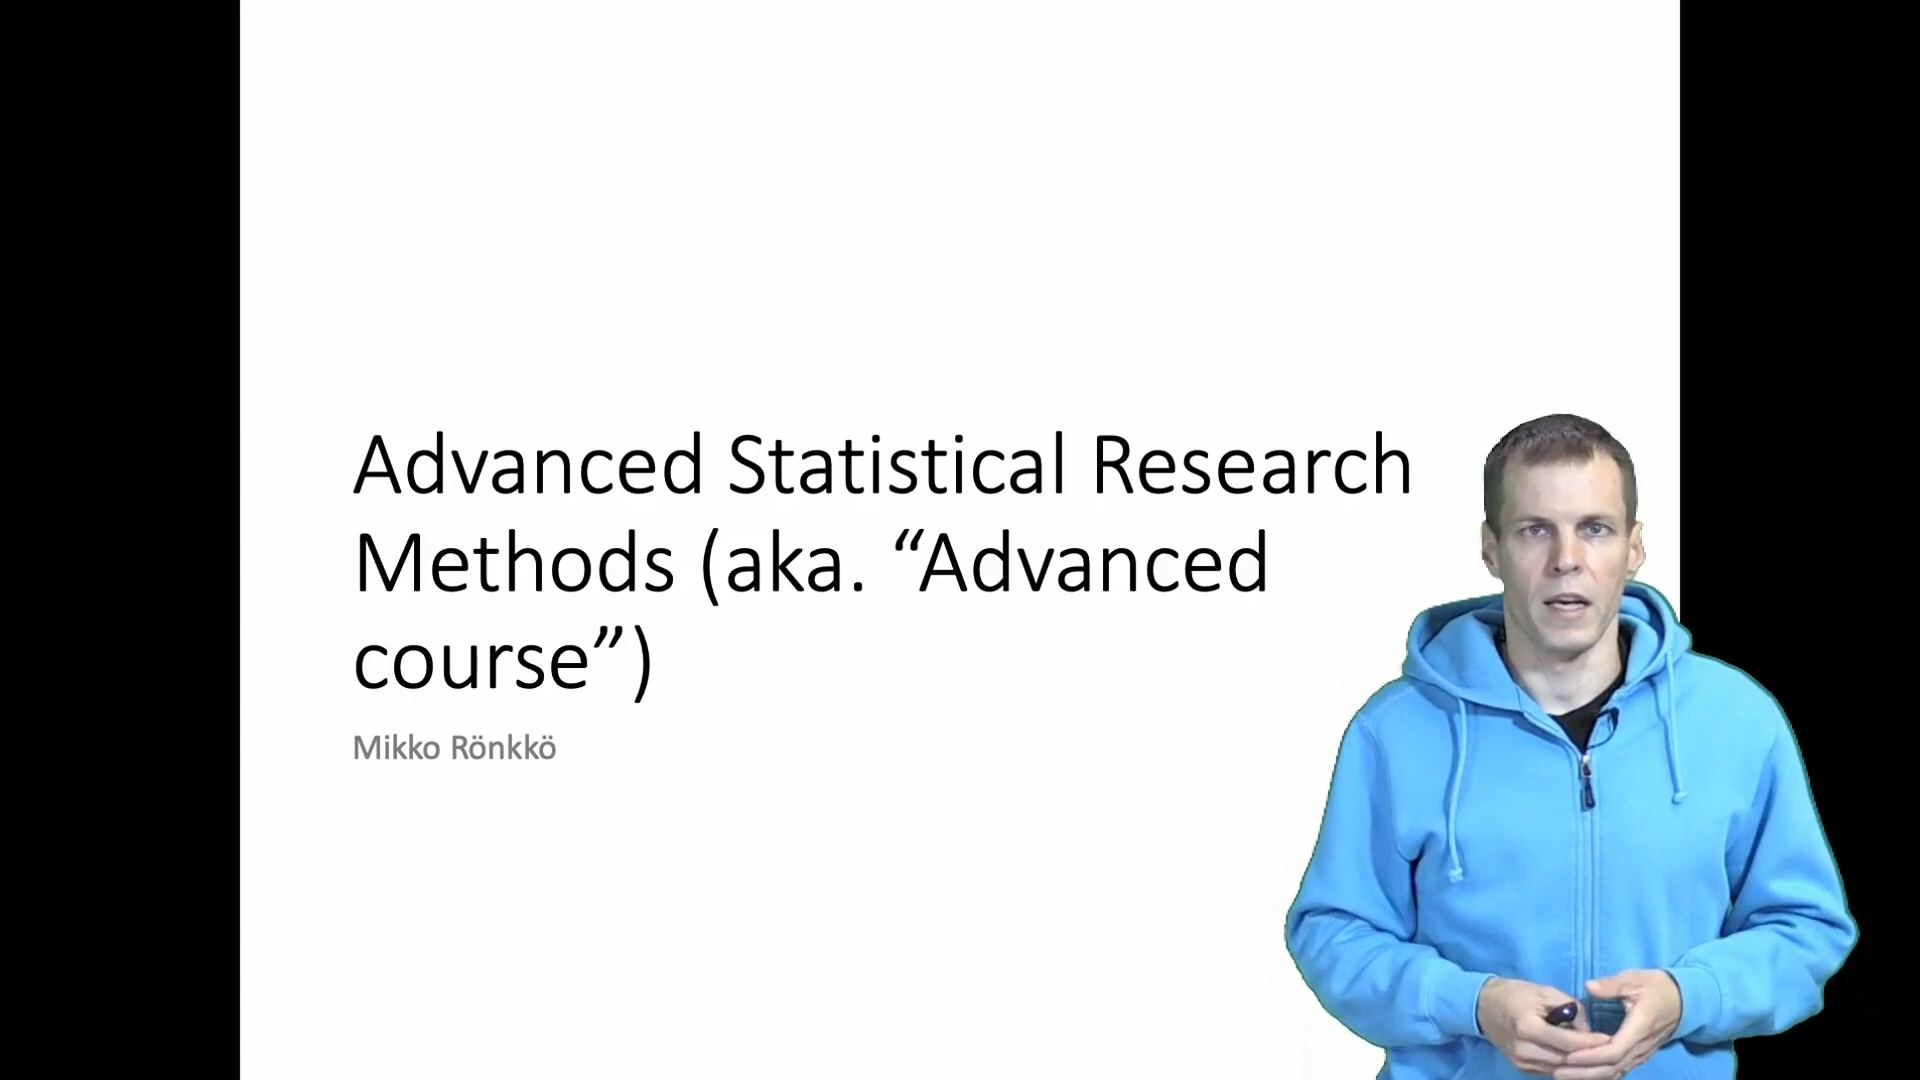 Advanced Statistical Research
Methods (aka. “Advanced
course”)
Mikko Rönkkö